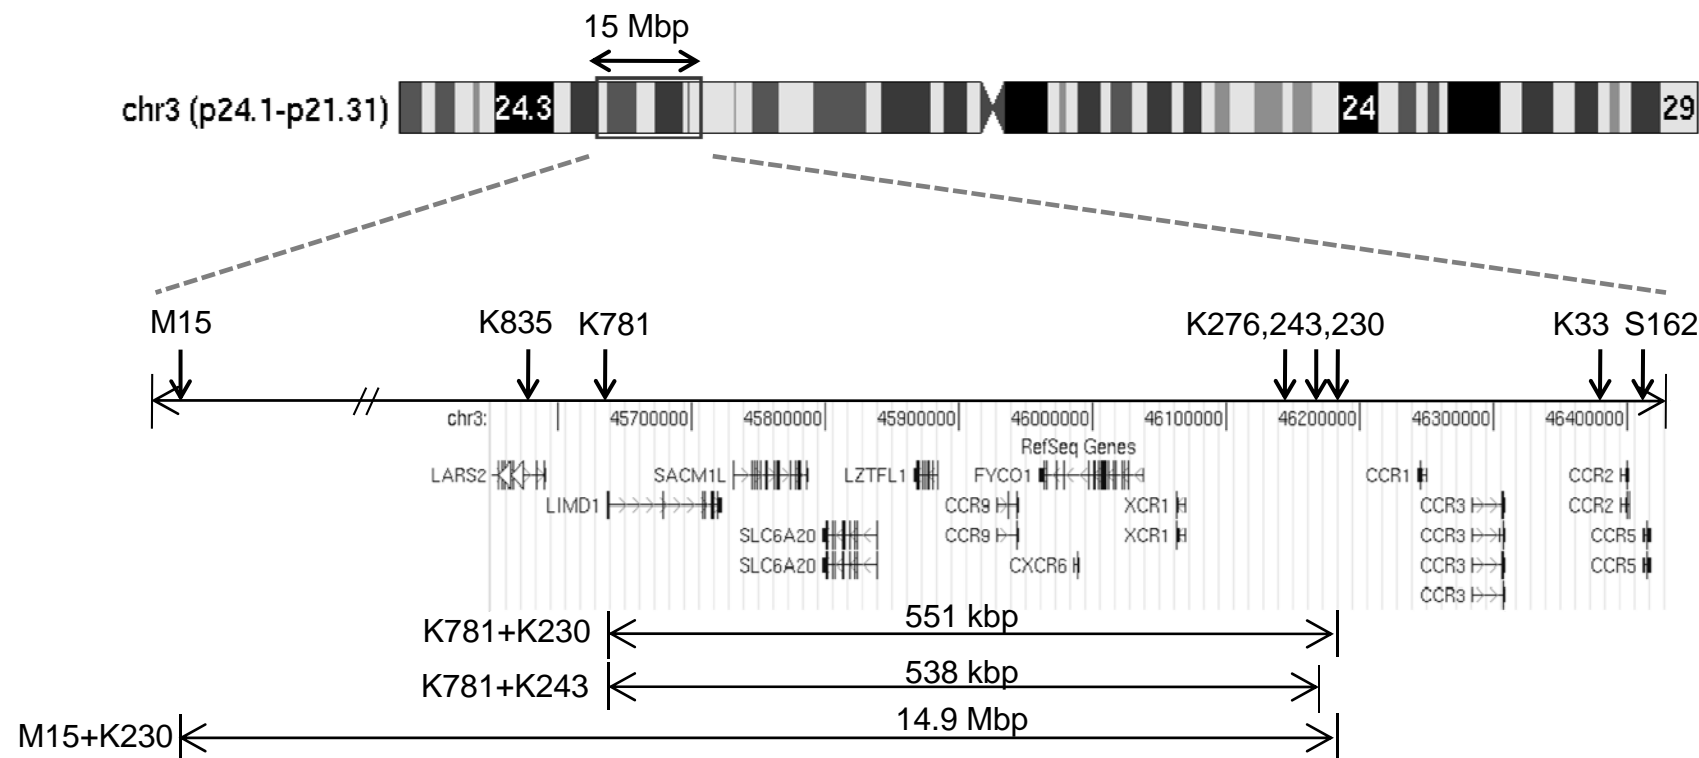 15 Mbp
chr3 (p24.1-p21.31) 24.3 24 29
M15 K835 K781 K276,243,230 K33 S162
chr3: 45700000 45800000 45900000 46000000 46100000 46200000 46300000 46400000
RefSeq Genes
LARS2 SACM1L LZTFL1 FYCO1 CCR1 CCR2
LIMD1 CCR9 XCR1 CCR3 CCR2
SLC6A20 CCR9 XCR1 CCR3 CCR5
SLC6A20 CXCR6 CCR3 CCR5
CCR3
K781+K230 551 kbp
K781+K243 538 kbp
M15+K230 14.9 Mbp